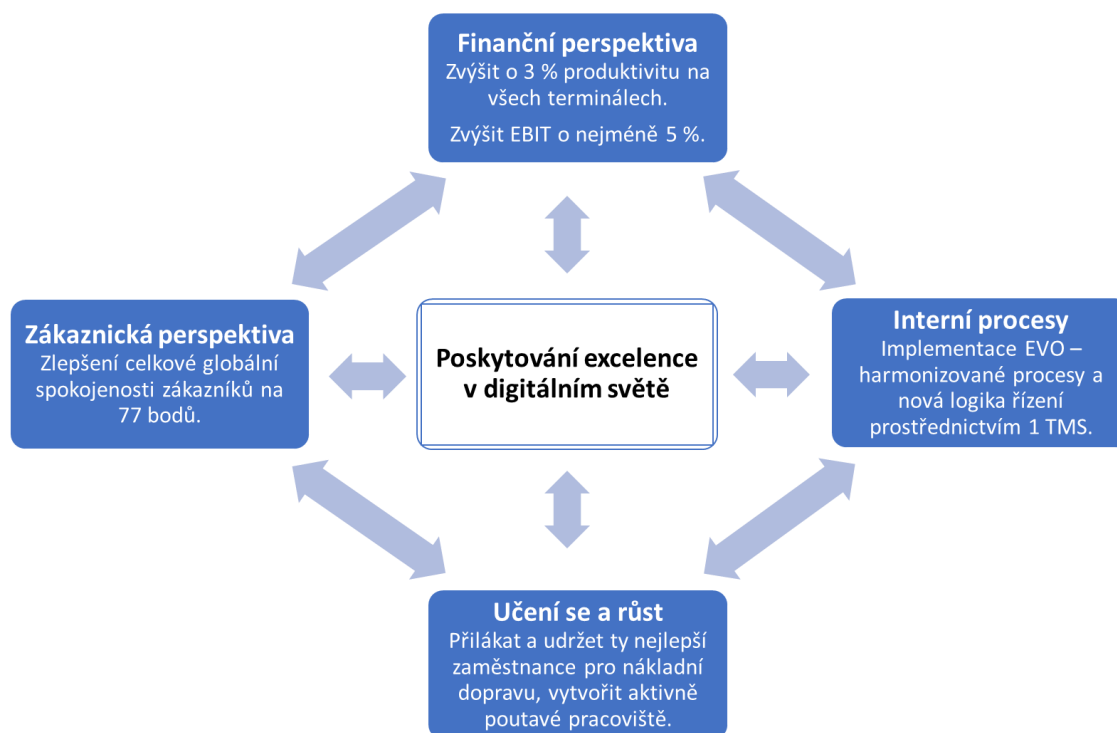 Finanční perspektiva
Zvýšit o 3 % produktivitu na
všech terminálech.
Zvýšit EBIT o nejméně 5 %.
Zákaznická perspektiva
Zlepšení celkové globální
spokojenosti zákazníků na
77 bodů.
Poskytování excelence
v digitálním světě
Interní procesy
Implementace EVO –
harmonizované procesy a
nová logika řízení
prostřednictvím 1 TMS.
Učení se a růst
Přilákat a udržet ty nejlepší
zaměstnance pro nákladní
dopravu, vytvořit aktivně
poutavé pracoviště.